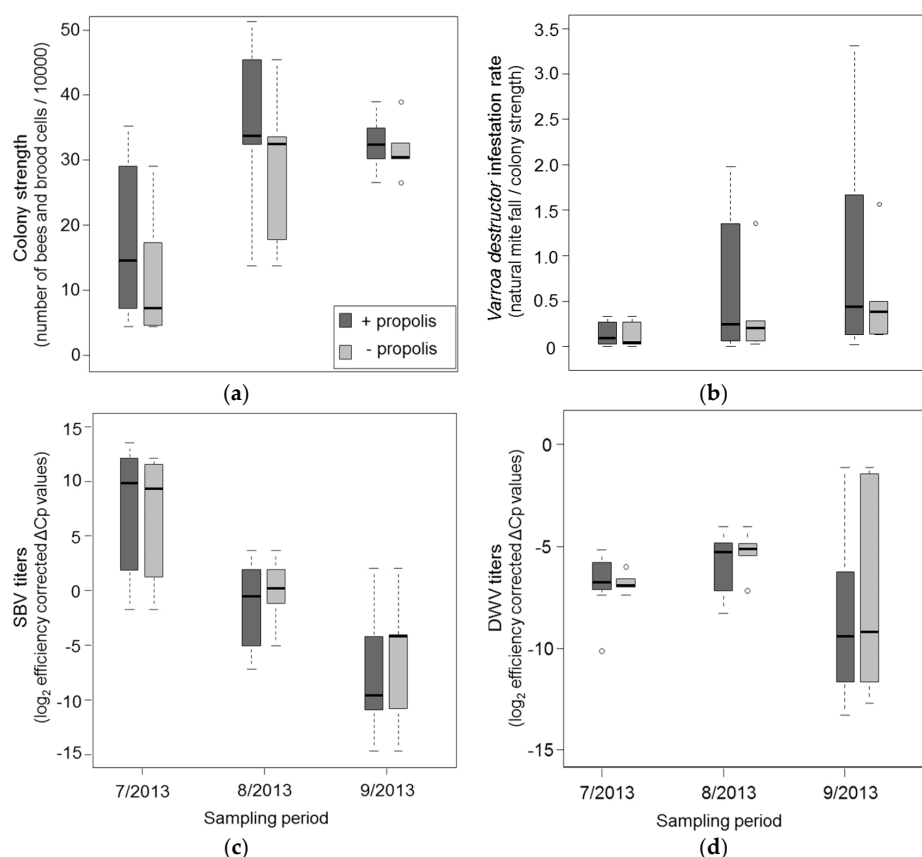 Colony strength
(number of bees and brood cells / 10000)
50
40
30
20
10
0
+ propolis
- propolis
(a)
Varroa destructor infestation rate
(natural mite fall / colony strength)
3.5
3.0
2.5
2.0
1.5
1.0
0.5
0
(b)
SBV titers
(log₂ efficiency corrected ΔCp values)
15
10
5
0
-5
-10
-15
7/2013
8/2013
9/2013
Sampling period
(c)
DWV titers
(log₂ efficiency corrected ΔCp values)
0
-5
-10
-15
7/2013
8/2013
9/2013
Sampling period
(d)